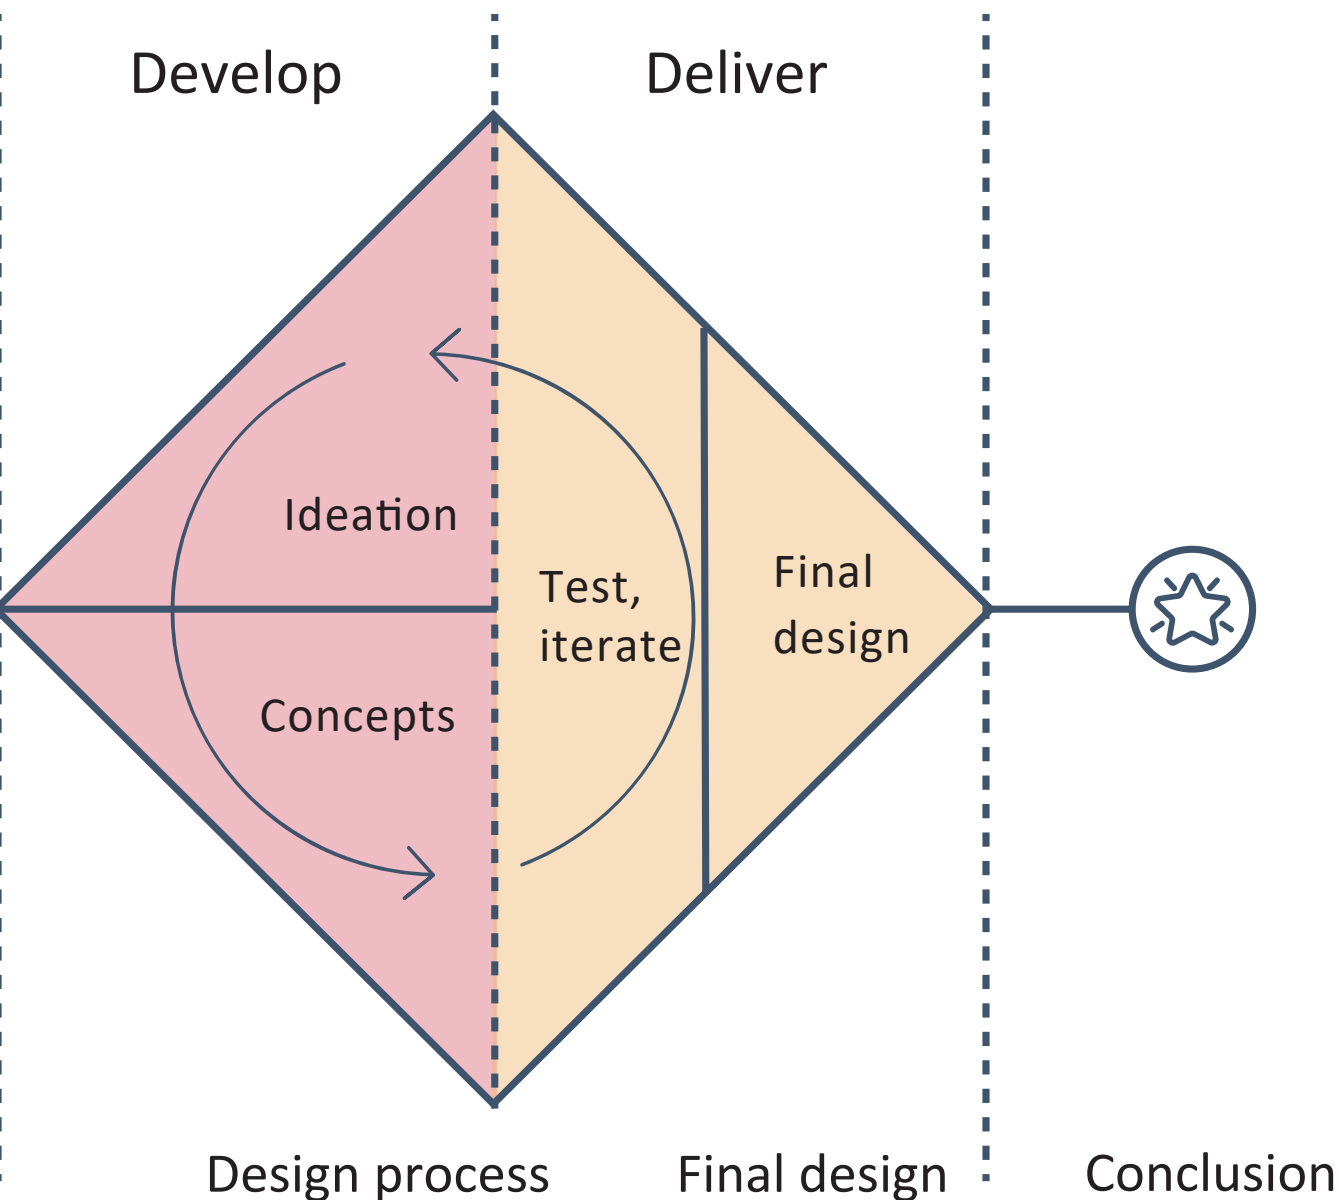 Develop
Deliver
Ideation
Concepts
Test,
iterate
Final
design
Design process
Final design
Conclusion